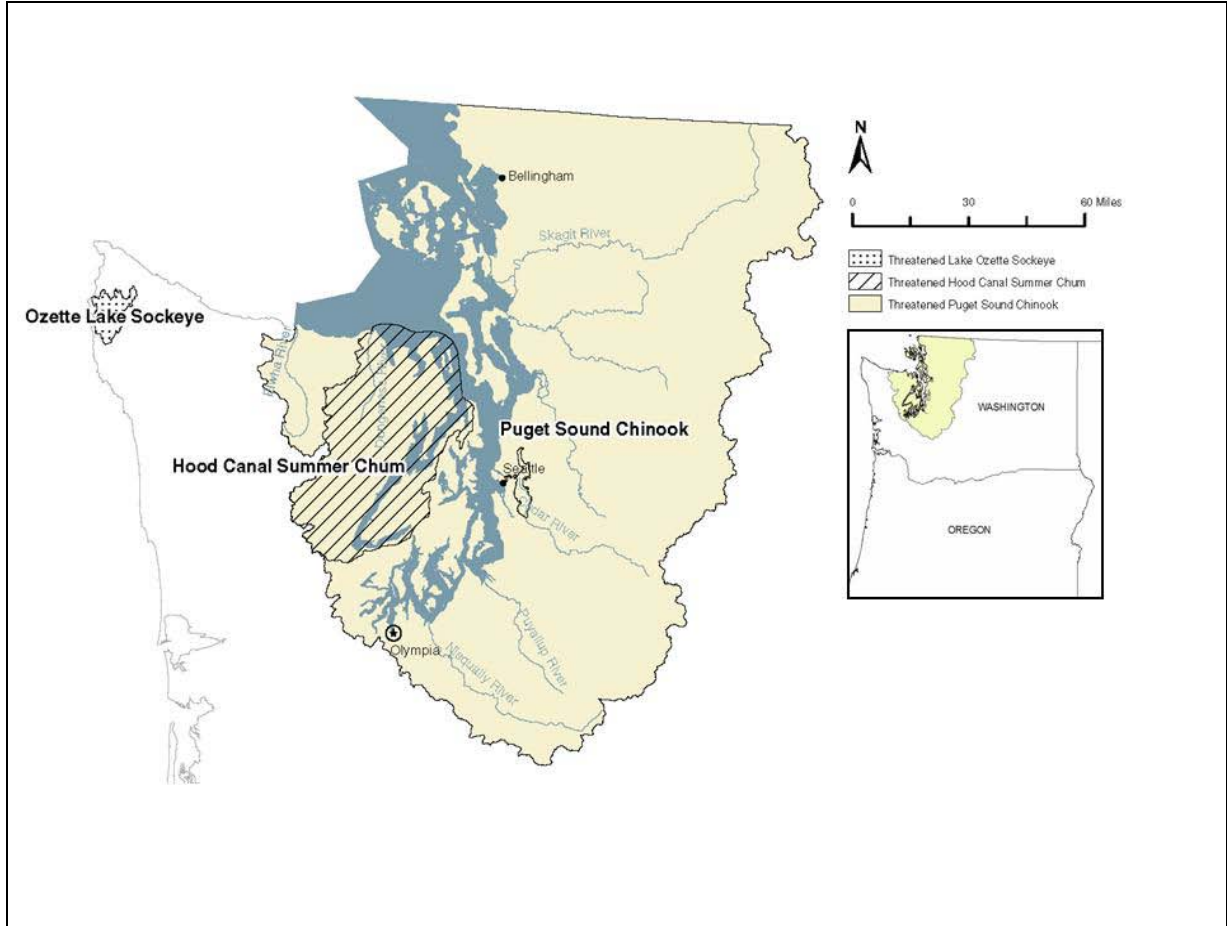 N
0 30 60 Miles
Threatened Lake Ozette Sockeye
Threatened Hood Canal Summer Chum
Threatened Puget Sound Chinook
WASHINGTON
OREGON
Bellingham
Skagit River
Ozette Lake Sockeye
Elwha River
Puget Sound Chinook
Hood Canal Summer Chum
Seattle
Cedar River
Puyallup River
Olympia
Nisqually River